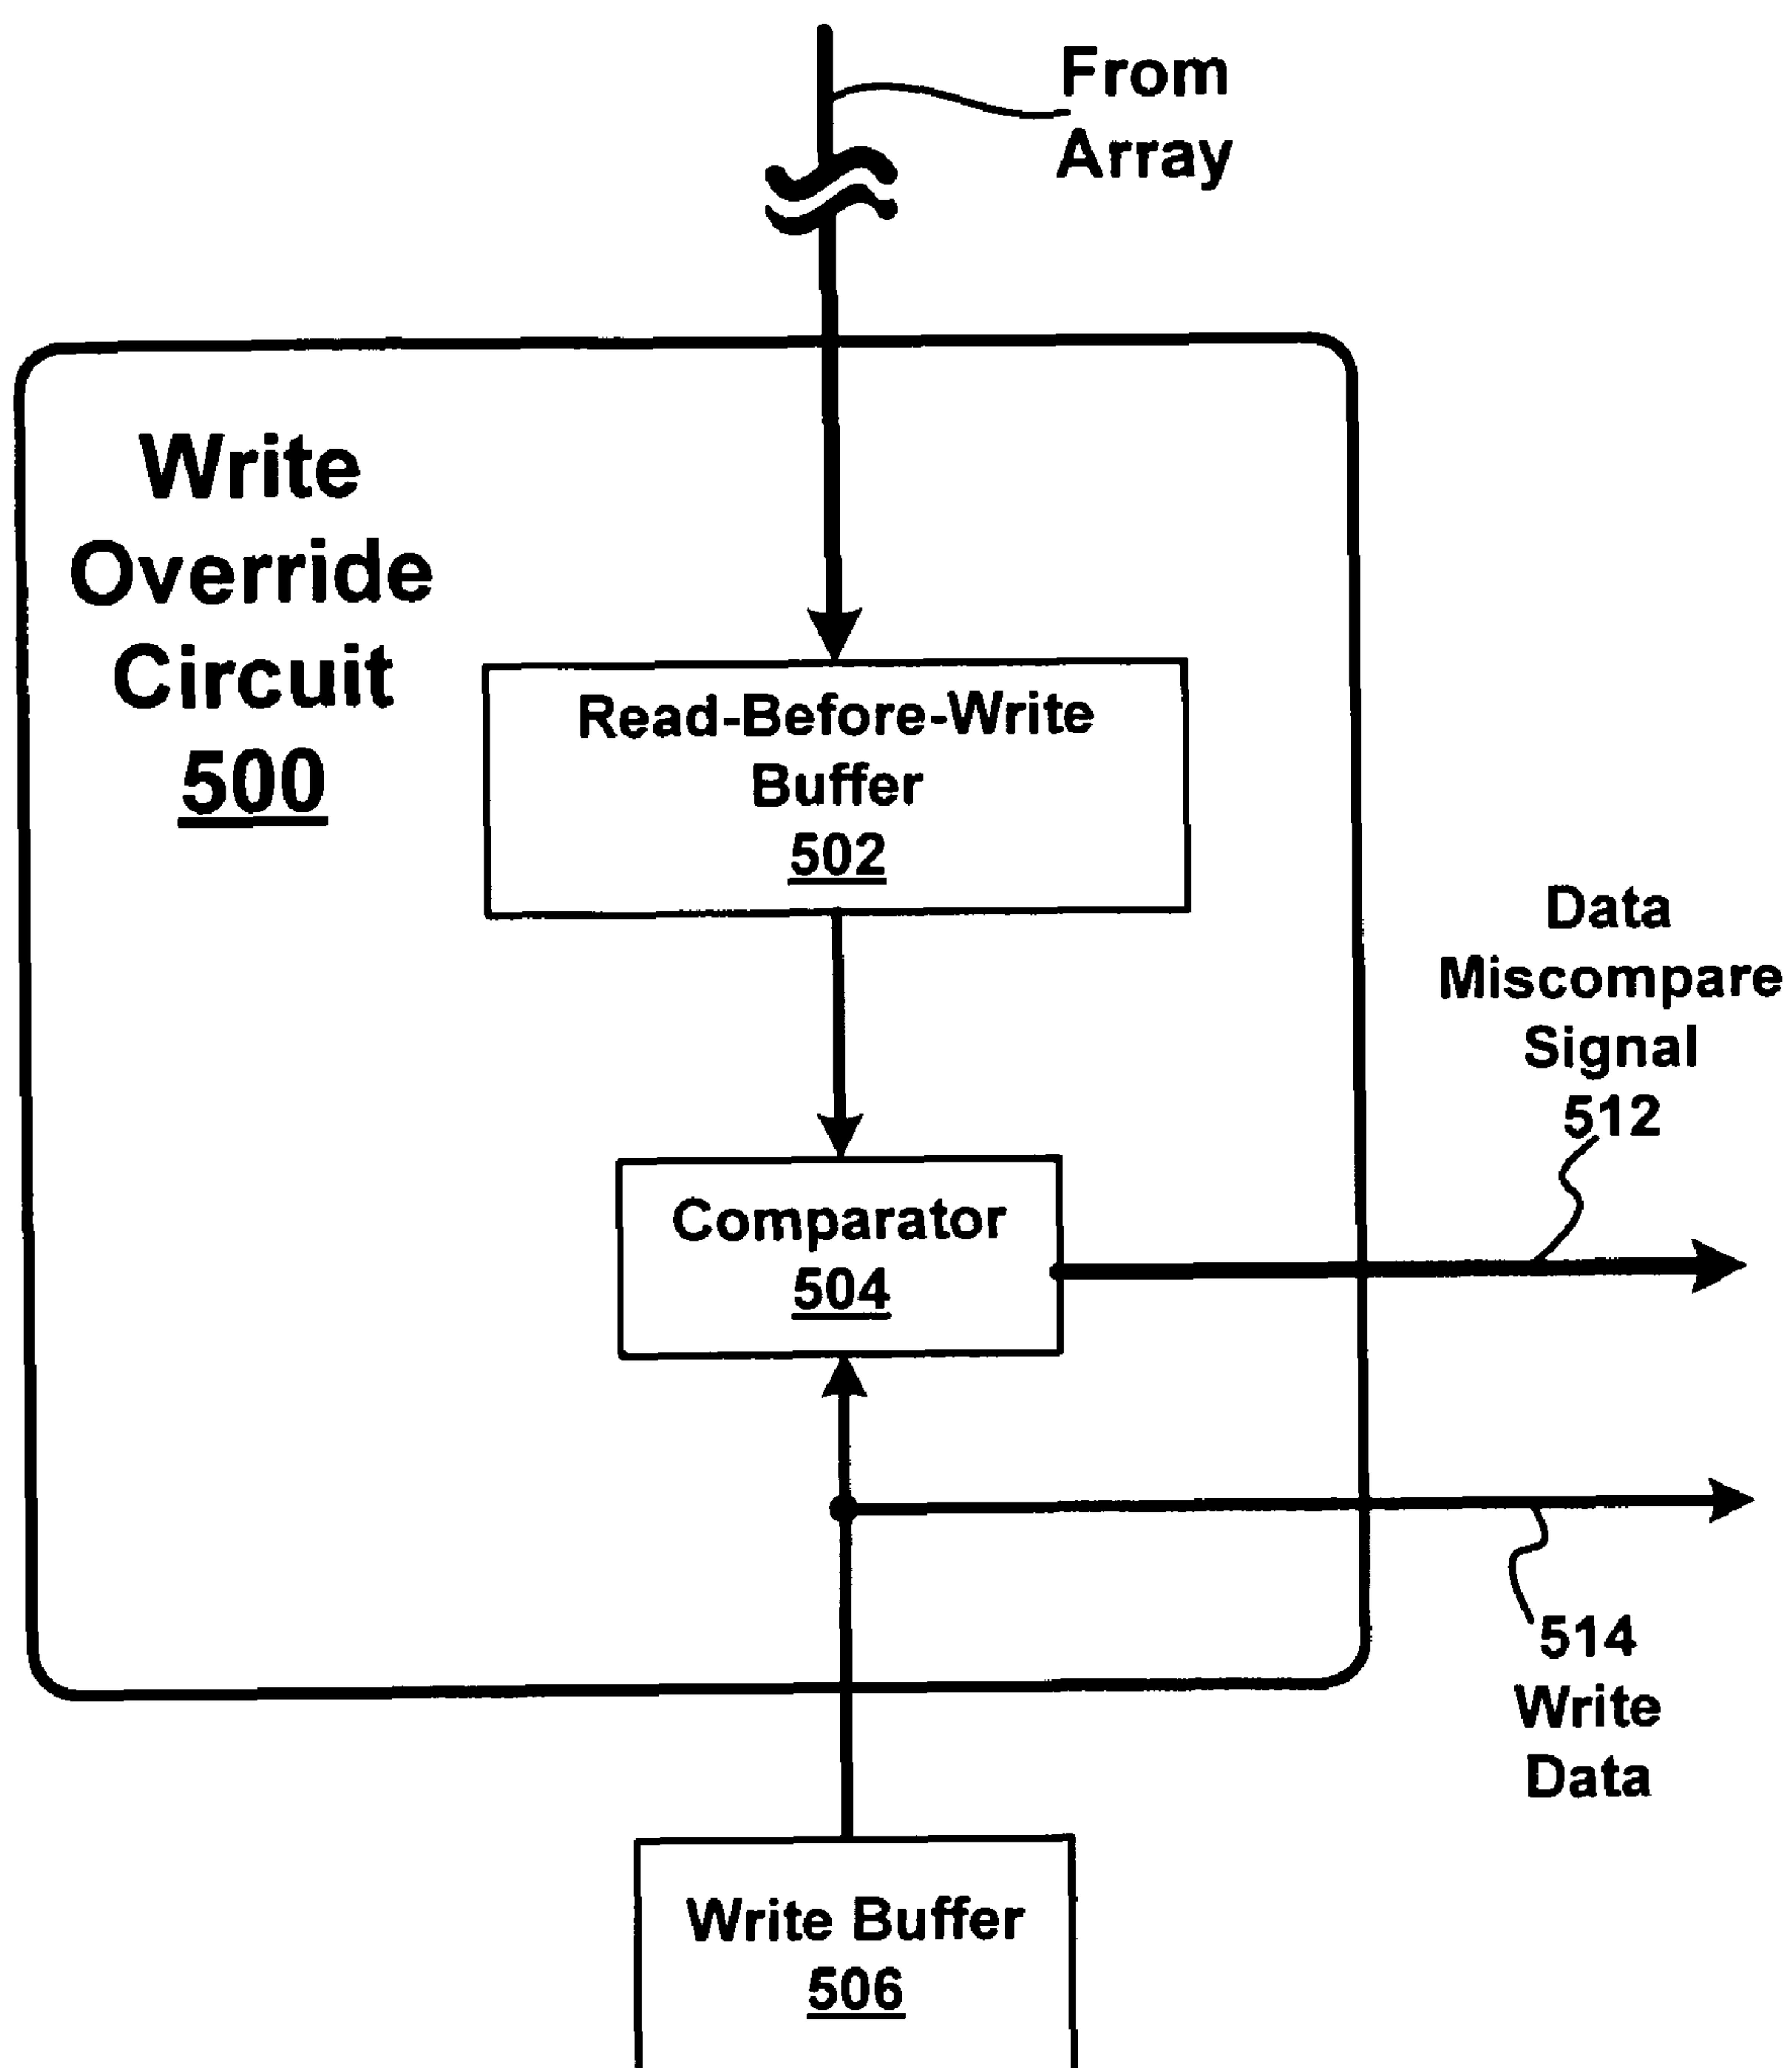 From
Array
Write
Override
Circuit
500
Read-Before-Write
Buffer
502
Data
Miscompare
Signal
512
Comparator
504
514
Write
Data
Write Buffer
506